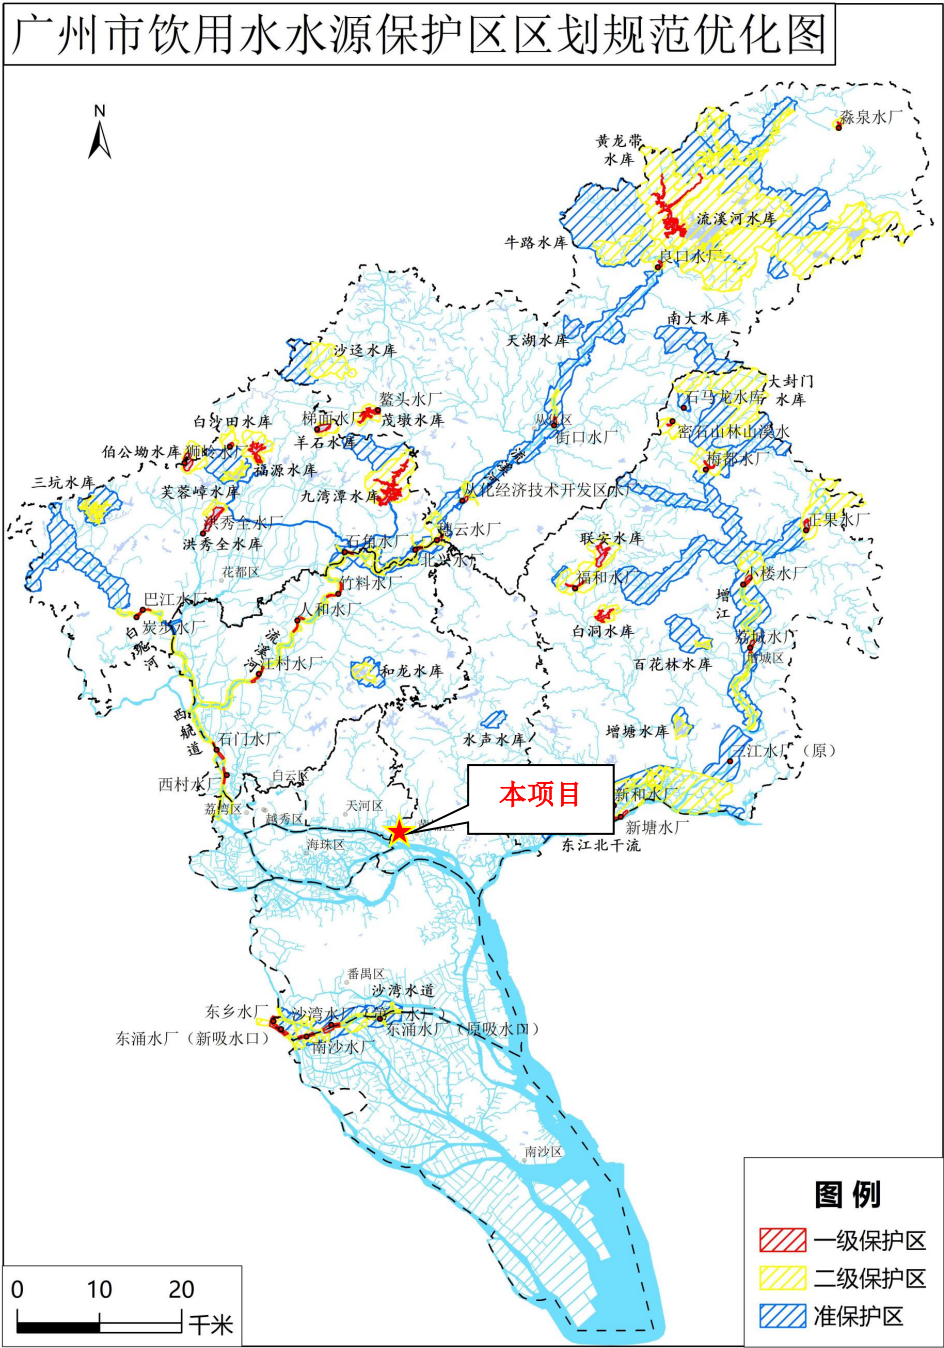 广州市饮用水水源保护区区划规范优化图
N
淼泉水厂
黄龙带
水库
流溪河水库
牛路水库
良口水厂
南大水库
天湖水库
沙迳水库
大封门
水库
石马龙水库
鳌头水厂
梯面水厂
茂墩水库
白沙田水库
羊石水库
街口水厂
密石山林山溪水
伯公坳水库
狮岭水厂
福源水库
梅都水厂
流溪河
三坑水库
芙蓉嶂水库
九湾潭水库
从化经济技术开发区水厂
洪秀全水厂
洪秀全水库
正果水厂
穗云水厂
石角水厂
北兴水厂
联安水库
花都区
竹料水厂
福和水厂
小楼水厂
巴江水厂
人和水厂
增江
炭步水厂
白坭河
流溪河
白洞水库
荔城水厂
江村水厂
和龙水库
百花林水库
增城区
西航道
石门水厂
水声水库
增塘水库
三江水厂（原）
西村水厂
白云区
本项目
新和水厂
荔湾区
越秀区
天河区
新塘水厂
海珠区
东江北干流
番禺区
沙湾水道
东乡水厂
沙湾水厂
东涌水厂（新吸水口）
东涌水厂（原吸水口）
南沙水厂
南沙区
图例
一级保护区
二级保护区
准保护区
0 10 20
千米